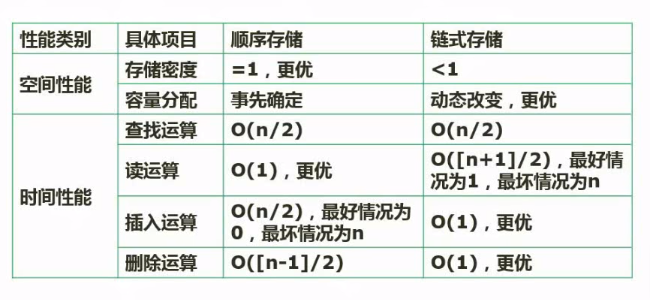 性能类别 具体项目 顺序存储 链式存储
空间性能
存储密度 =1，更优 <1
容量分配 事先确定 动态改变，更优
时间性能
查找运算 O(n/2) O(n/2)
读运算 O(1)，更优 O([n+1]/2)，最好情
况为1，最坏情况为n
插入运算 O(n/2)，最好情况为
0，最坏情况为n
O(1)，更优
删除运算 O([n-1]/2) O(1)，更优